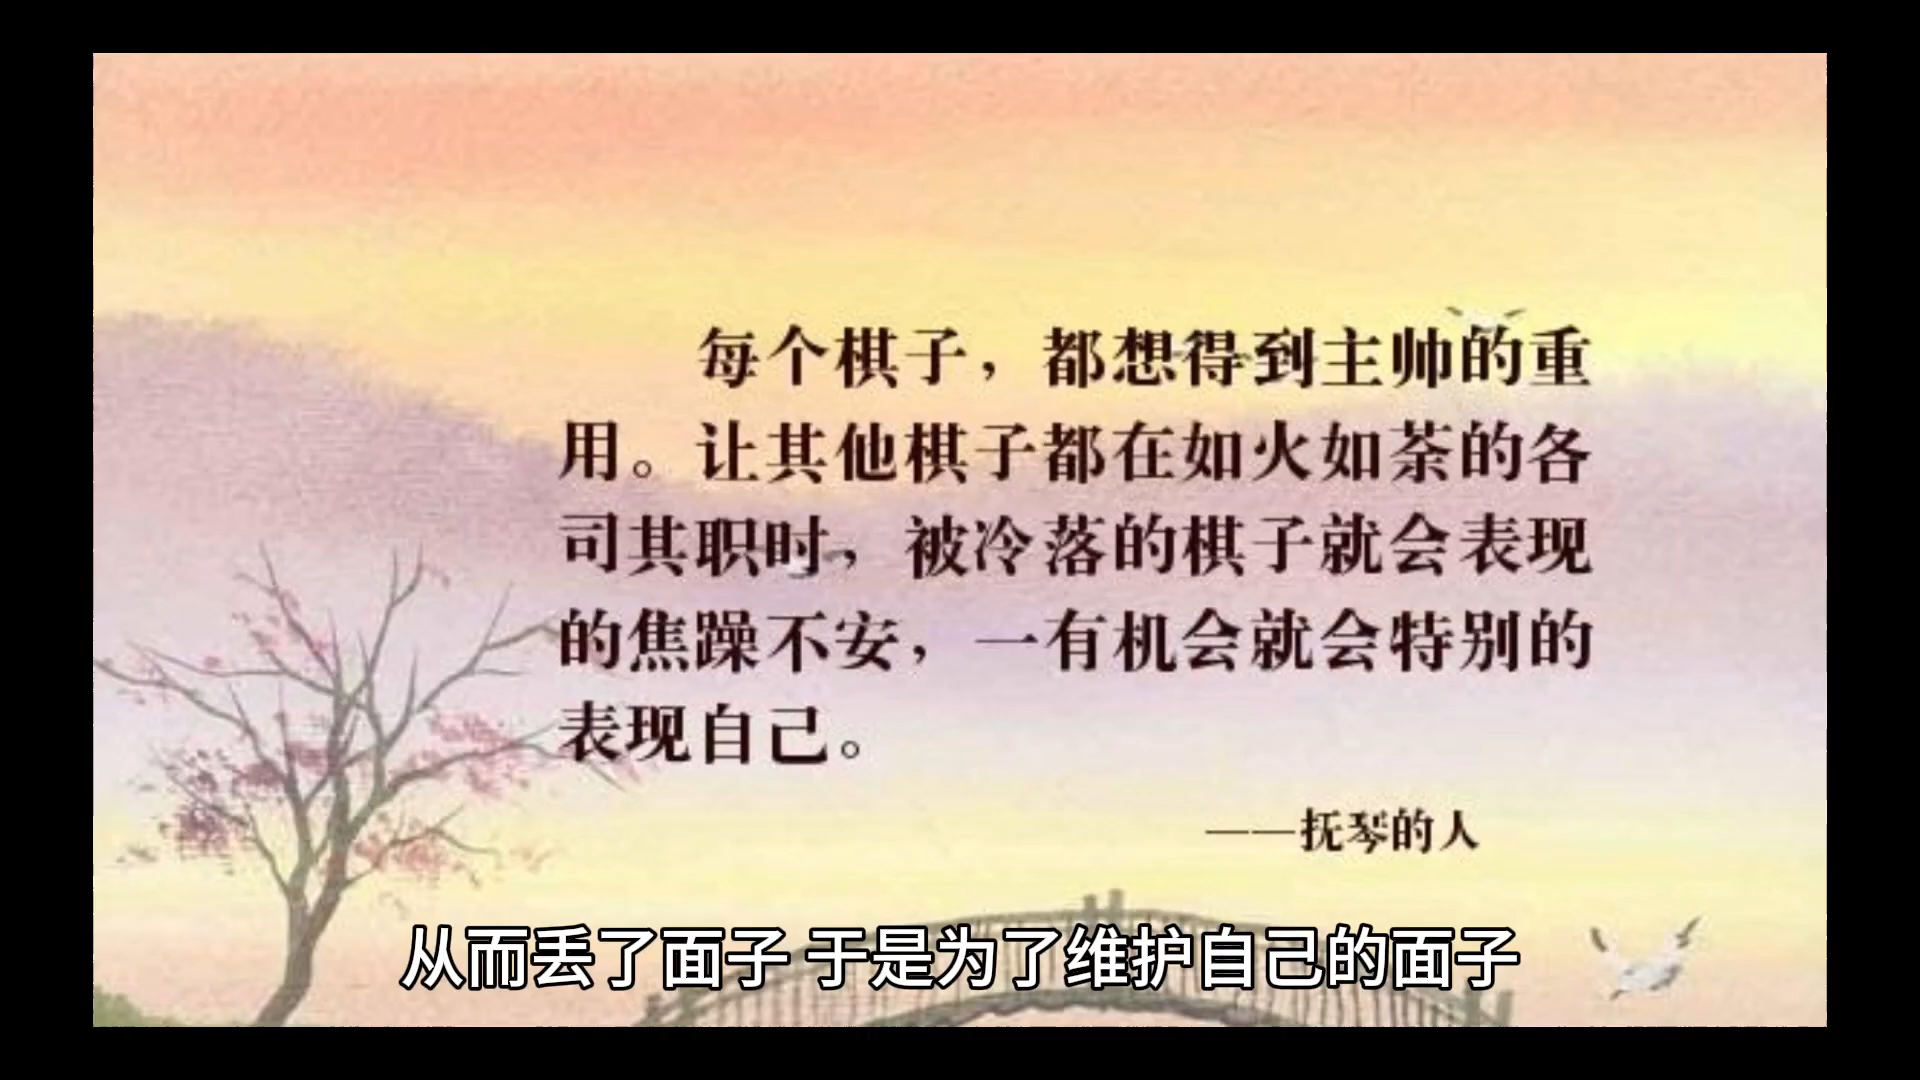 每个棋子，都想得到主帅的重
用。让其他棋子都在如火如荼的各
司其职时，被冷落的棋子就会表现
的焦躁不安，一有机会就会特别的
表现自己。
——抚琴的人
从而丢了面子 于是为了维护自己的面子